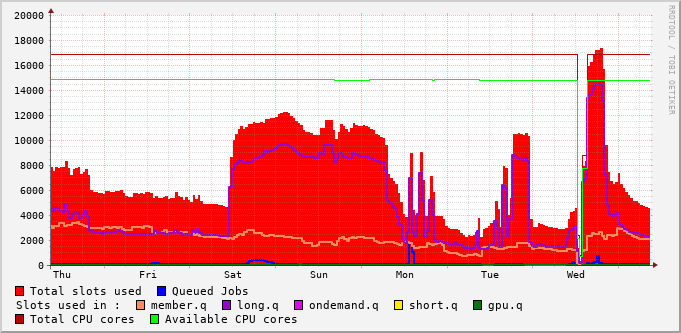 20000
18000
16000
14000
12000
10000
8000
6000
4000
2000
0
Thu Fri Sat Sun Mon Tue Wed
RRDTOOL / TOBI OETIKER
Total slots used Queued Jobs
Slots used in : member.q long.q ondemand.q short.q gpu.q
Total CPU cores Available CPU cores